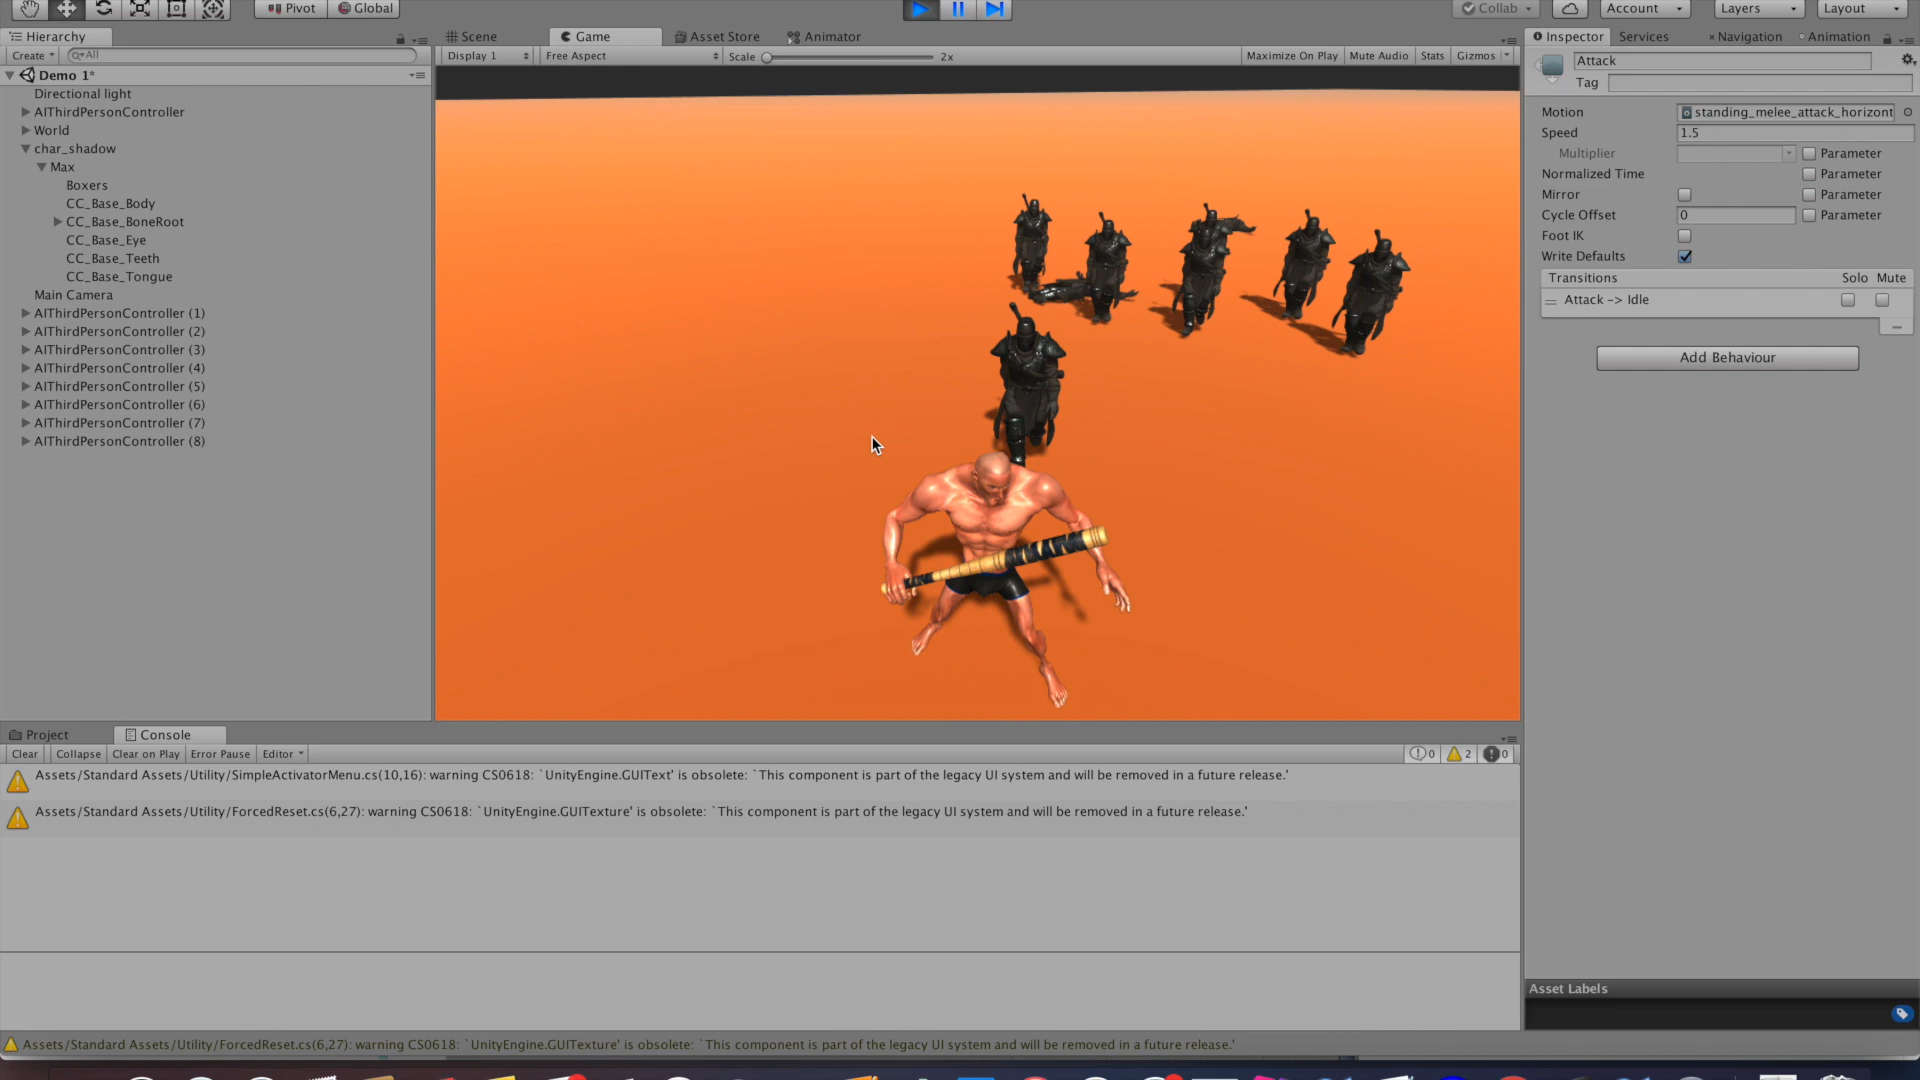 Pivot Global Collab Account Layers Layout
Hierarchy Scene Game Asset Store Animator Inspector Services Navigation Animation
Create All
Display 1 Free Aspect Scale 2x Maximize On Play Mute Audio Stats Gizmos
Demo 1*
Directional light
AIThirdPersonController
World
char_shadow
Max
Boxers
CC_Base_Body
CC_Base_BoneRoot
CC_Base_Eye
CC_Base_Teeth
CC_Base_Tongue
Main Camera
AIThirdPersonController (1)
AIThirdPersonController (2)
AIThirdPersonController (3)
AIThirdPersonController (4)
AIThirdPersonController (5)
AIThirdPersonController (6)
AIThirdPersonController (7)
AIThirdPersonController (8)
Attack
Tag
Motion standing_melee_attack_horizont
Speed 1.5
Multiplier Parameter
Normalized Time Parameter
Mirror Parameter
Cycle Offset 0 Parameter
Foot IK
Write Defaults
Transitions Solo Mute
Attack -> Idle
Add Behaviour
Project Console
Clear Collapse Clear on Play Error Pause Editor 0 2 0
Assets/Standard Assets/Utility/SimpleActivatorMenu.cs(10,16): warning CS0618: `UnityEngine.GUIText' is obsolete: `This component is part of the legacy UI system and will be removed in a future release.'
Assets/Standard Assets/Utility/ForcedReset.cs(6,27): warning CS0618: `UnityEngine.GUITexture' is obsolete: `This component is part of the legacy UI system and will be removed in a future release.'
Asset Labels
Assets/Standard Assets/Utility/ForcedReset.cs(6,27): warning CS0618: `UnityEngine.GUITexture' is obsolete: `This component is part of the legacy UI system and will be removed in a future release.'